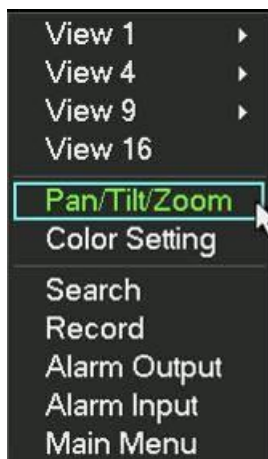 View 1
View 4
View 9
View 16
Pan/Tilt/Zoom
Color Setting
Search
Record
Alarm Output
Alarm Input
Main Menu